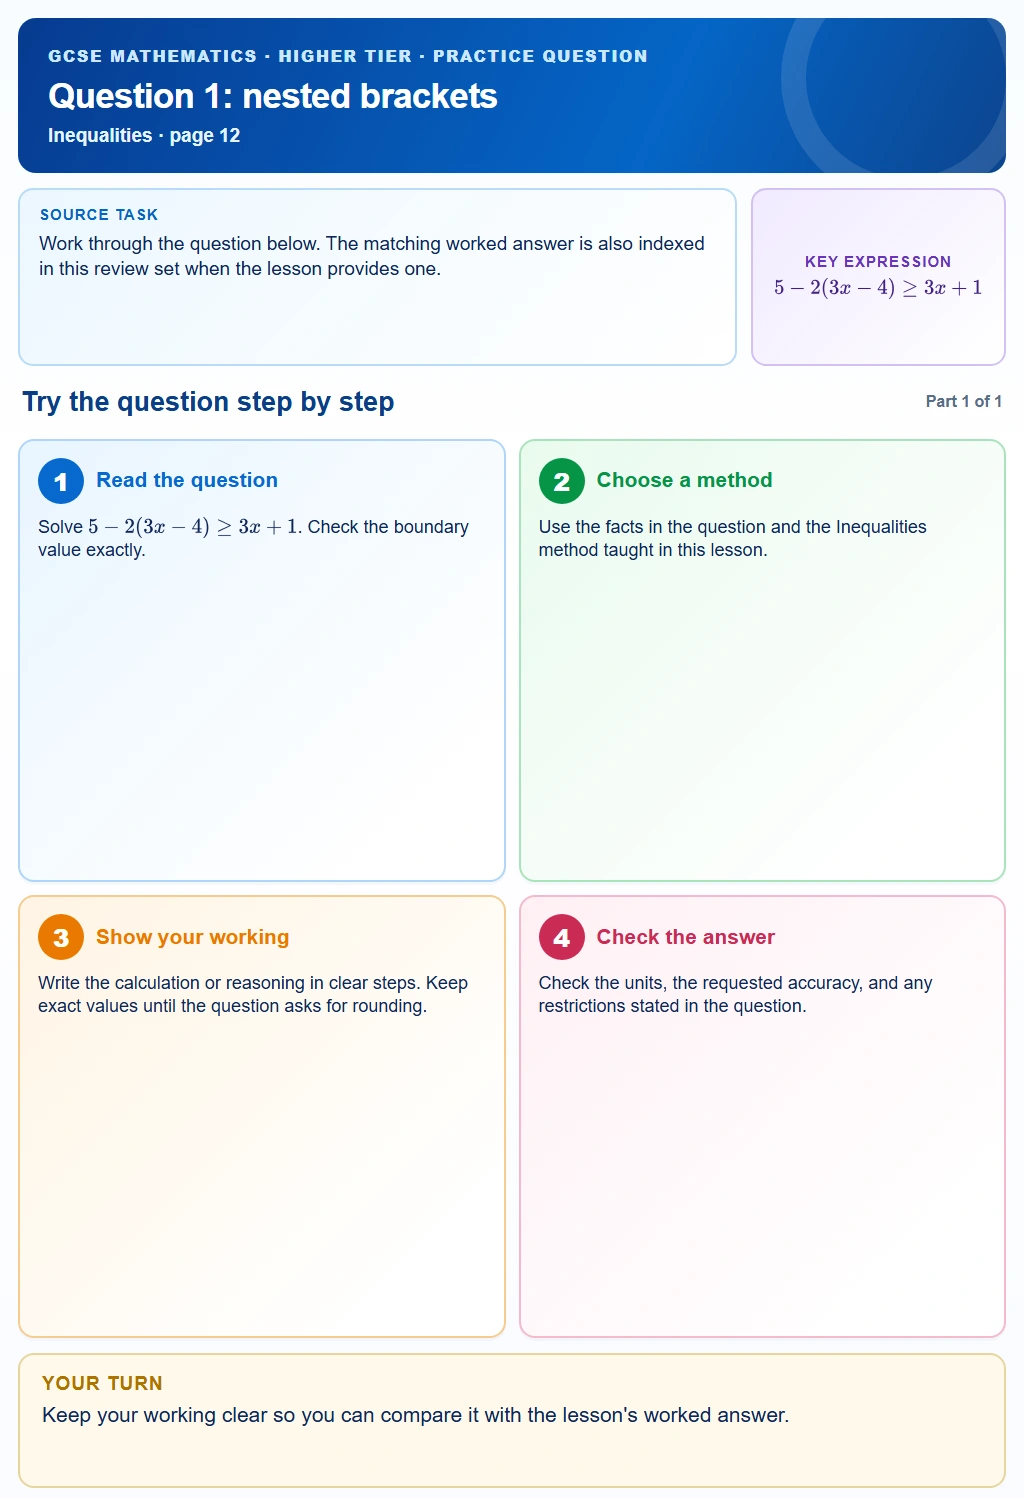 GCSE MATHEMATICS · HIGHER TIER · PRACTICE QUESTION
Question 1: nested brackets
Inequalities · page 12
SOURCE TASK
Work through the question below. The matching worked answer is also indexed
in this review set when the lesson provides one.
KEY EXPRESSION
5 − 2(3x − 4) ≥ 3x + 1
Try the question step by step
Part 1 of 1
1 Read the question
Solve 5 − 2(3x − 4) ≥ 3x + 1. Check the boundary
value exactly.
2 Choose a method
Use the facts in the question and the Inequalities
method taught in this lesson.
3 Show your working
Write the calculation or reasoning in clear steps. Keep
exact values until the question asks for rounding.
4 Check the answer
Check the units, the requested accuracy, and any
restrictions stated in the question.
YOUR TURN
Keep your working clear so you can compare it with the lesson's worked answer.